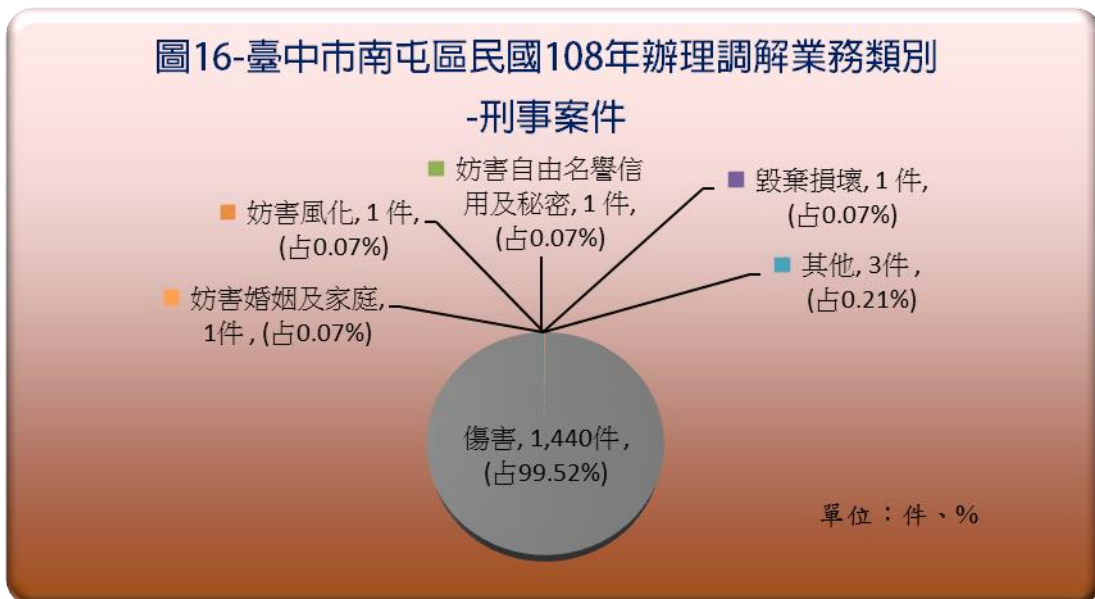 圖16-臺中市南屯區民國108年辦理調解業務類別
-刑事案件
妨害自由名譽信
用及秘密, 1 件,
(占0.07%)
毀棄損壞, 1 件,
(占0.07%)
妨害風化, 1 件,
(占0.07%)
其他, 3件 ,
(占0.21%)
妨害婚姻及家庭,
1件 , (占0.07%)
傷害, 1,440件 ,
(占99.52%)
單位：件、%